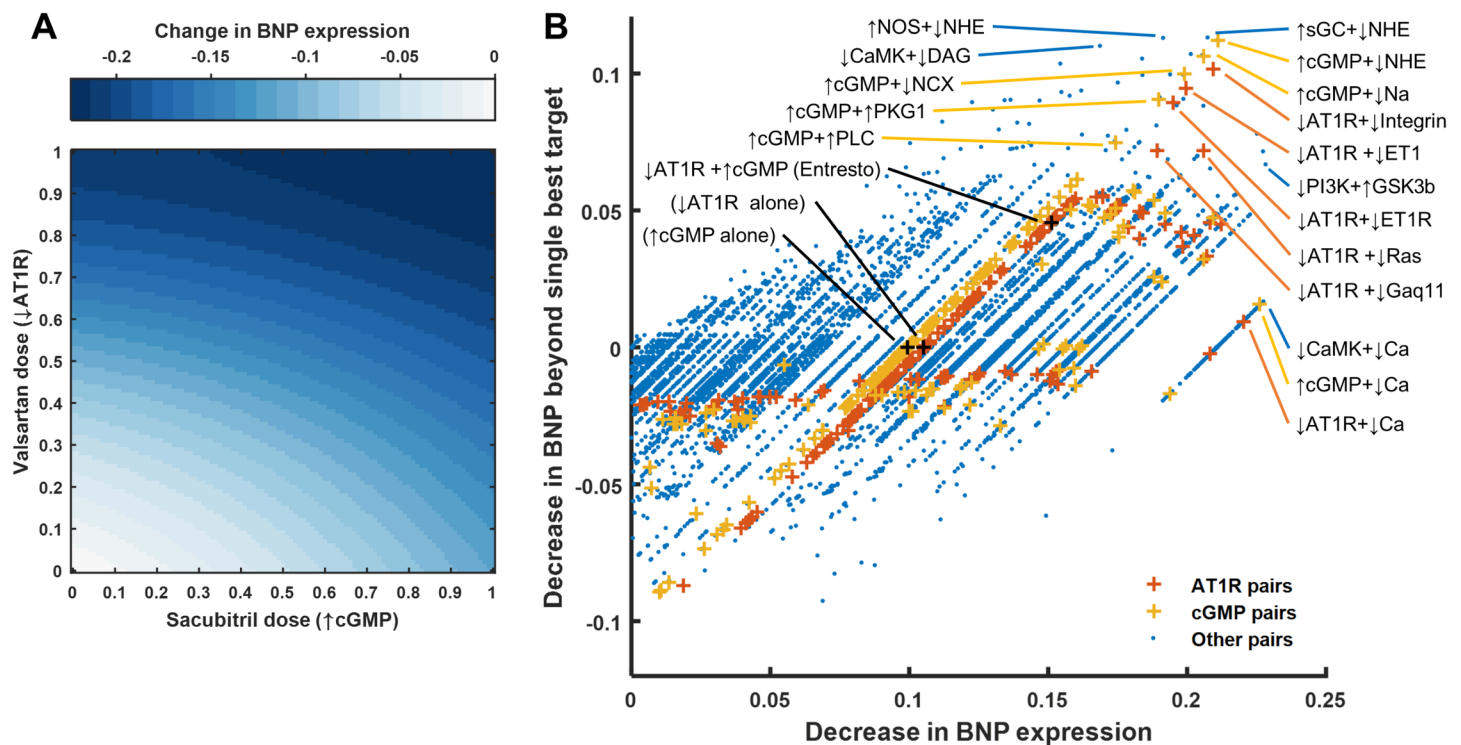 A
Change in BNP expression
-0.2 -0.15 -0.1 -0.05 0
Valsartan dose (↓AT1R)
1
0.9
0.8
0.7
0.6
0.5
0.4
0.3
0.2
0.1
0
0 0.1 0.2 0.3 0.4 0.5 0.6 0.7 0.8 0.9 1
Sacubitril dose (↑cGMP)
B
Decrease in BNP beyond single best target
0.1
0.05
0
-0.05
-0.1
↑NOS+↓NHE
↓CaMK+↓DAG
↑cGMP+↓NCX
↑cGMP+↑PKG1
↑cGMP+↑PLC
↓AT1R +↑cGMP (Entresto)
(↓AT1R alone)
(↑cGMP alone)
↑sGC+↓NHE
↑cGMP+↓NHE
↑cGMP+↓Na
↓AT1R+↓Integrin
↓AT1R +↓ET1
↓PI3K+↑GSK3b
↓AT1R+↓ET1R
↓AT1R +↓Ras
↓AT1R +↓Gaq11
↓CaMK+↓Ca
↑cGMP+↓Ca
↓AT1R+↓Ca
AT1R pairs
cGMP pairs
Other pairs
0 0.05 0.1 0.15 0.2 0.25
Decrease in BNP expression